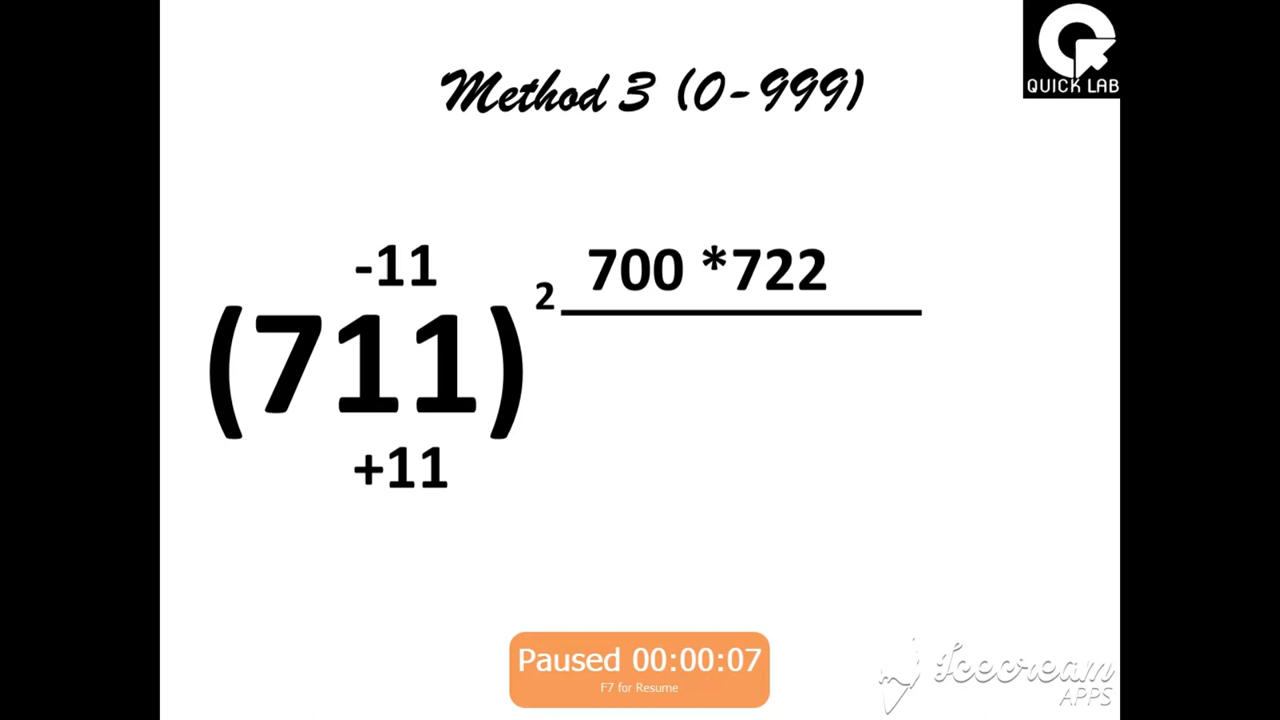 QUICK LAB
Method 3 (0-999)
-11
700 *722
(711)²
+11
Paused 00:00:07
F7 for Resume
Icecream
APPS